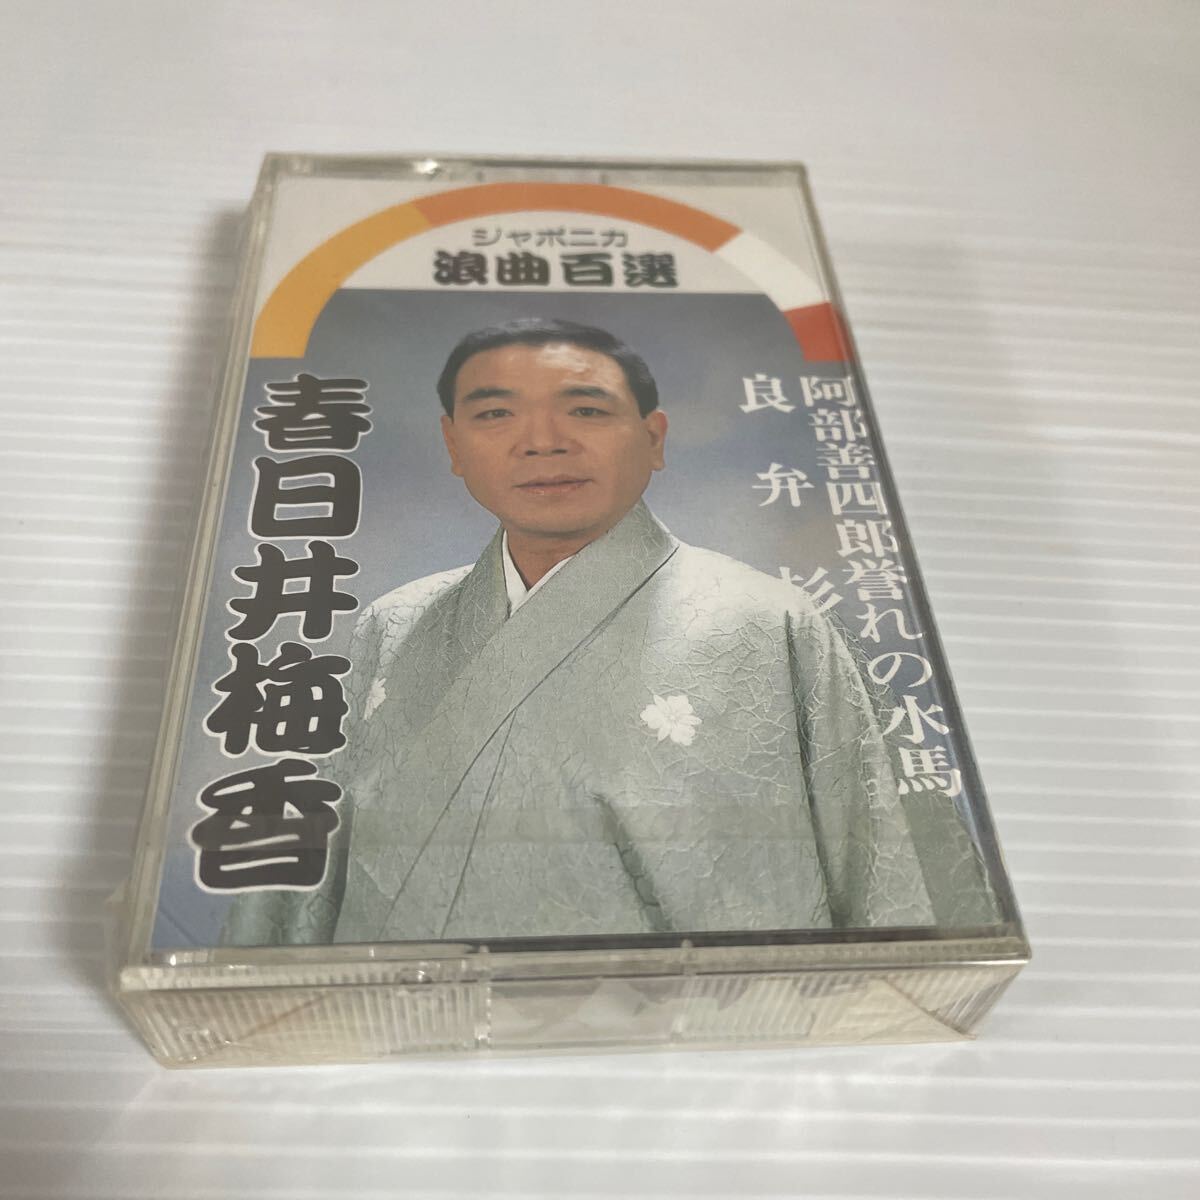 ジャポニカ
浪曲百選
阿部善四郎誉れの水馬
良弁杉
春日井梅香